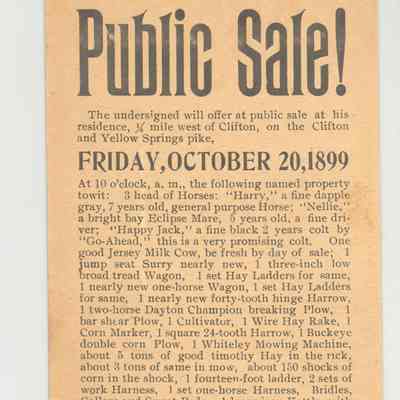 Public Sale!
The undersigned will offer at public sale at his
residence, ¼ mile west of Clifton, on the Clifton
and Yellow Springs pike,
FRIDAY, OCTOBER 20, 1899
At 10 o'clock, a. m., the following named property
towit: 3 head of Horses: "Harry," a fine dapple
gray, 7 years old, general purpose Horse; "Nellie,"
a bright bay Eclipse Mare, 6 years old, a fine dri-
ver; "Happy Jack," a fine black 2 years colt by
"Go-Ahead," this is a very promising colt. One
good Jersey Milk Cow, be fresh by day of sale; 1
jump seat Surry nearly new, 1 three-inch low
broad tread Wagon, 1 set Hay Ladders for same,
1 nearly new one-horse Wagon, 1 set Hay Ladders
for same, 1 nearly new forty-tooth hinge Harrow,
1 two-horse Dayton Champion breaking Plow, 1
bar shear Plow, 1 Cultivator, 1 Wire Hay Rake, 1
Corn Marker, 1 square 24-tooth Harrow, 1 Buckeye
double corn Plow, 1 Whiteley Mowing Machine,
about 5 tons of good timothy Hay in the rick,
about 3 tons of same in mow, about 150 shocks of
corn in the shock, 1 fourteen-foot ladder, 2 sets of
work Harness, 1 set one-horse Harness, Bridles,